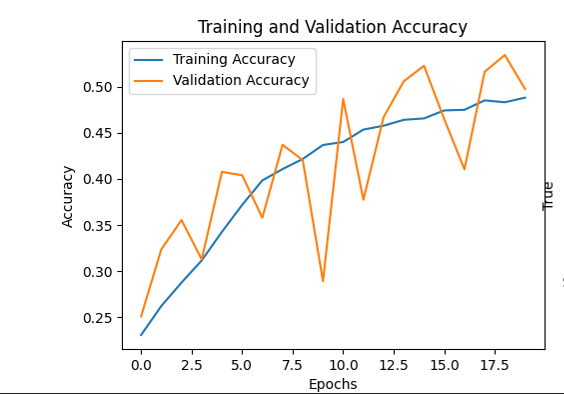 Training and Validation Accuracy
Training Accuracy
Validation Accuracy
0.50
0.45
0.40
0.35
0.30
0.25
Accuracy
0.0 2.5 5.0 7.5 10.0 12.5 15.0 17.5
Epochs
True